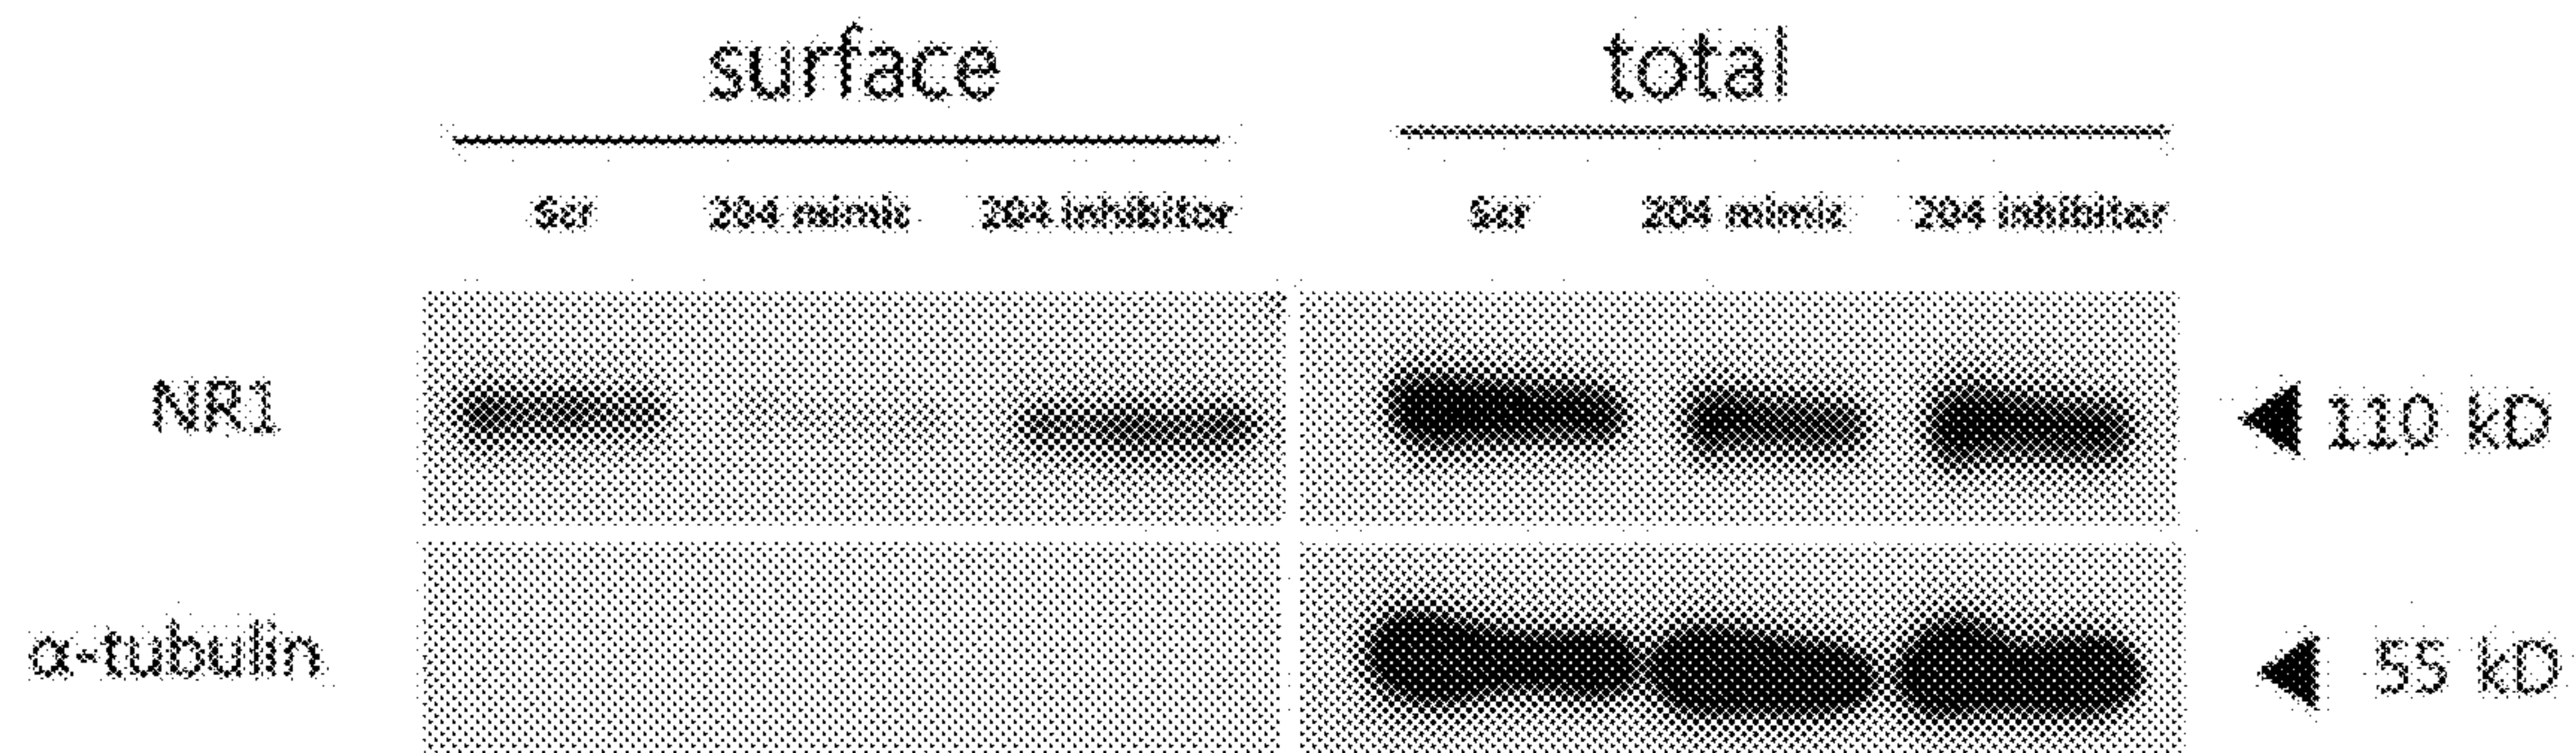 surface total
Scr 204 mimic 204 inhibitor Scr 204 mimic 204 inhibitor
NR1 110 kD
α-tubulin 55 kD